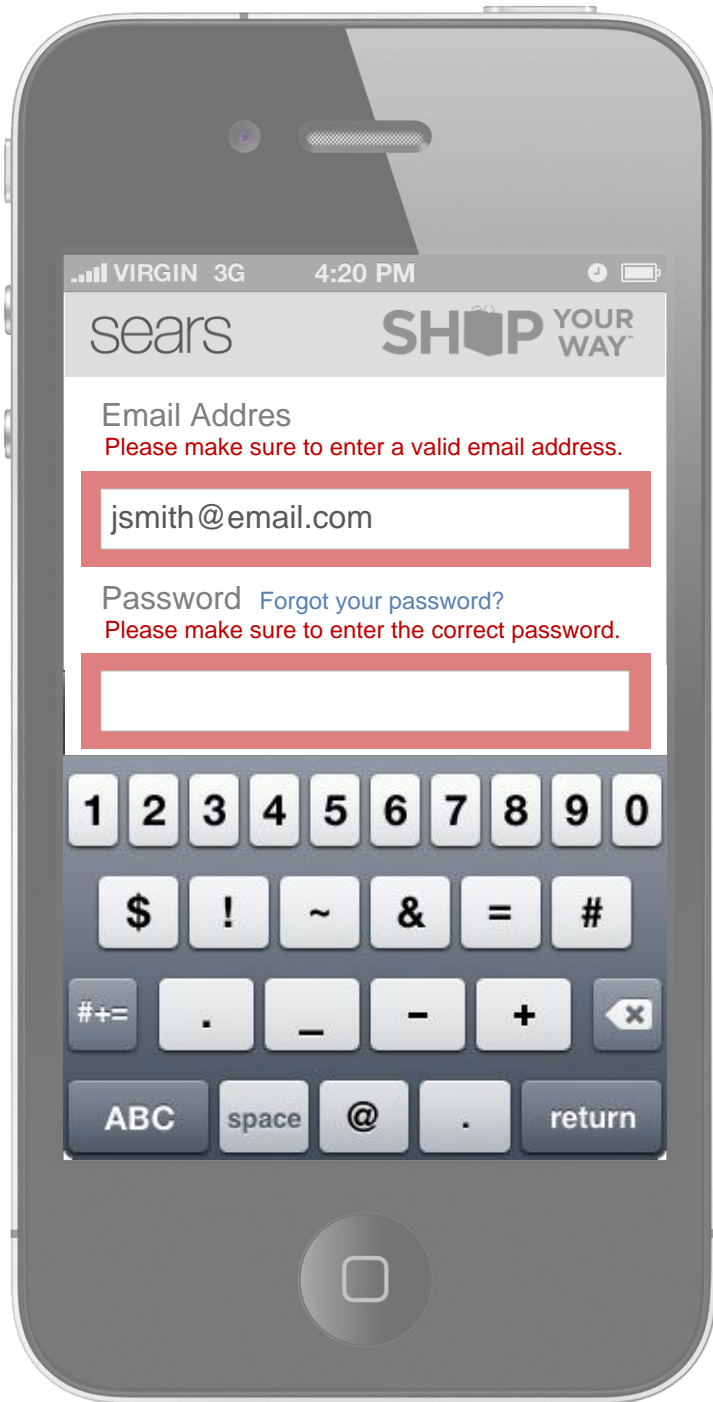 VIRGIN 3G 4:20 PM
sears SHOP YOUR WAY™
Email Addres
Please make sure to enter a valid email address.
jsmith@email.com
Password Forgot your password?
Please make sure to enter the correct password.
1 2 3 4 5 6 7 8 9 0
$ ! ~ & = #
#+= . _ - +
ABC space @ . return